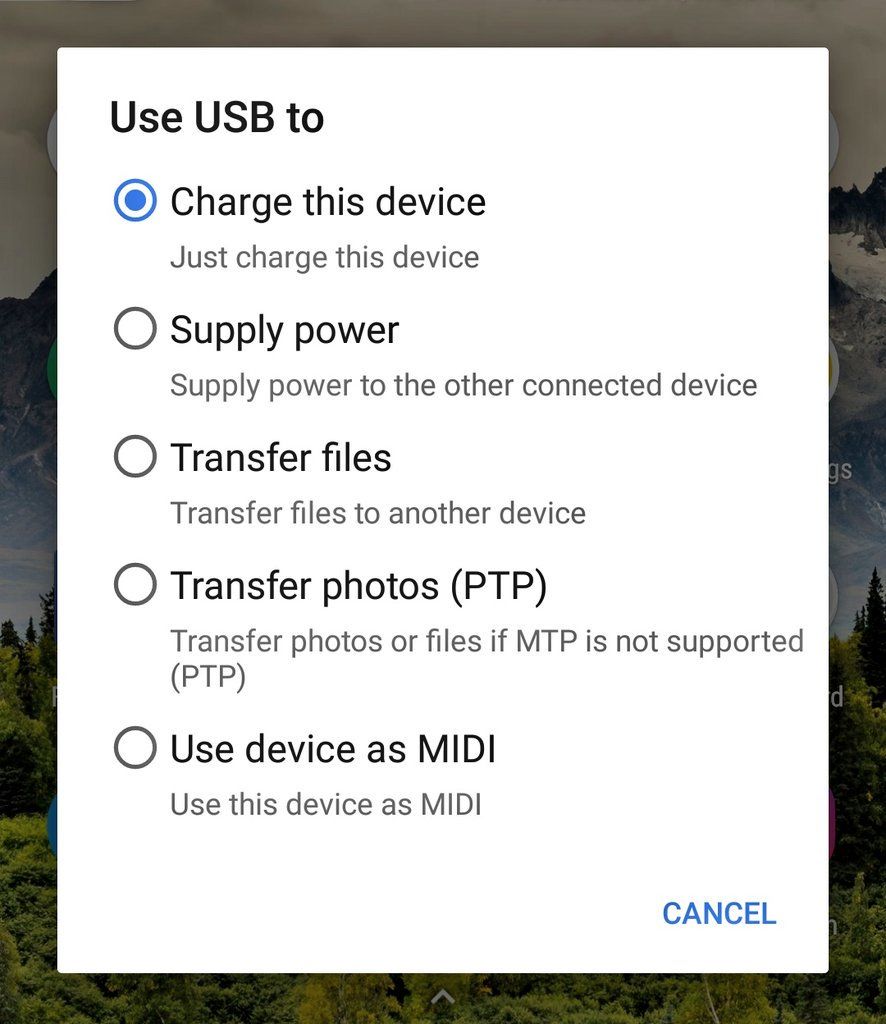 Use USB to
Charge this device
Just charge this device
Supply power
Supply power to the other connected device
Transfer files
Transfer files to another device
Transfer photos (PTP)
Transfer photos or files if MTP is not supported
(PTP)
Use device as MIDI
Use this device as MIDI
CANCEL